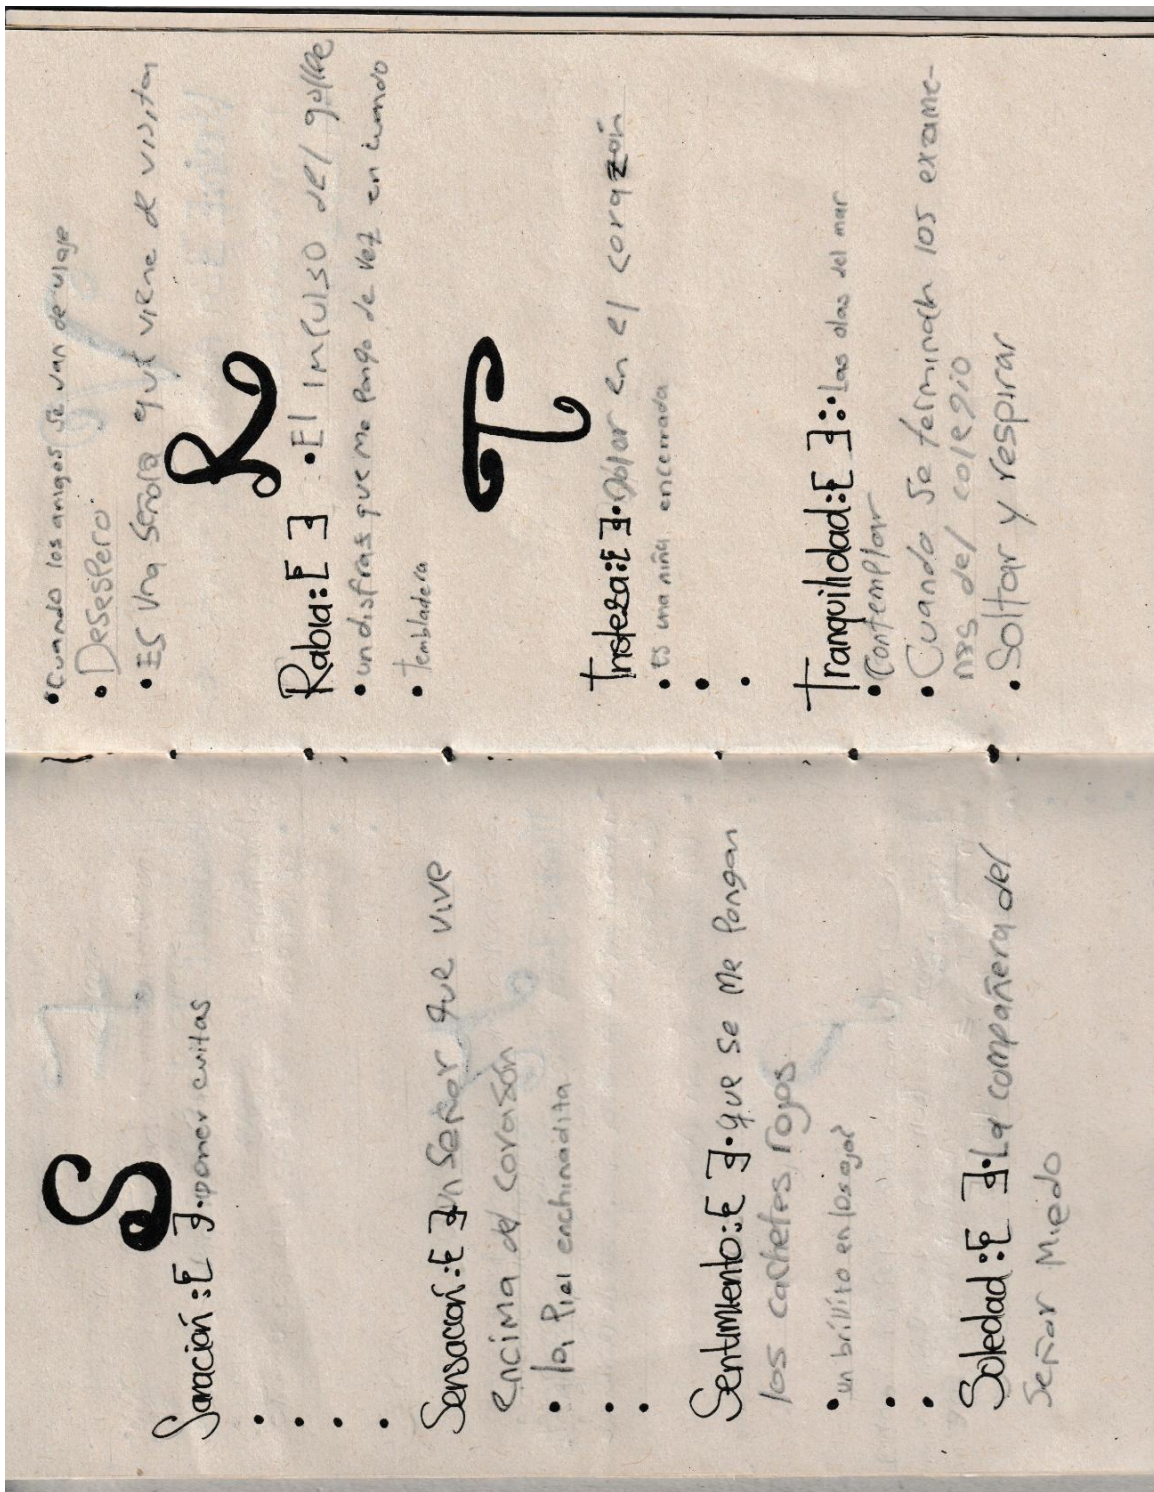 S
Sanación:[ ]•poner curitas
•
•
•
•
Sensación:[ ]Un Señor que vive
encima del corasón
• la Piel enchinadita
•
•
Sentimiento:[ ]•que se me Pongan
los cachetes rojos
•un brillito en los ojos
•
•
Soledad:[ ]•La compañera del
Señor Miedo
•Cuando los amigos se van de viaje
•Desespero
•Es una Señora que viene de visita
R
Rabia:[ ] •El Impulso del golpe
•un disfras que me Pongo de vez en cuando
•Tembladera
T
Tristeza:[ ]•Dolor en el corazón
•Es una niña encerrada
•
•
Tranquilidad:[ ]:•Las olas del mar
•Contemplar
•Cuando Se terminan los exame-
nes del colegio
•Soltar y respirar